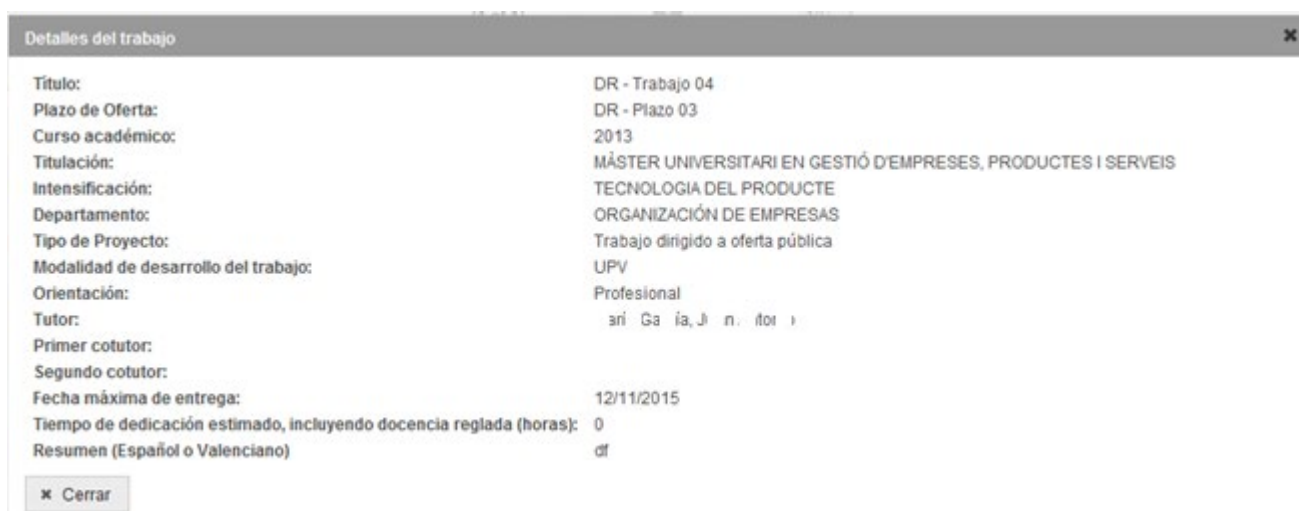 Detalles del trabajo
Título: DR - Trabajo 04
Plazo de Oferta: DR - Plazo 03
Curso académico: 2013
Titulación: MÀSTER UNIVERSITARI EN GESTIÓ D'EMPRESES, PRODUCTES I SERVEIS
Intensificación: TECNOLOGIA DEL PRODUCTE
Departamento: ORGANIZACIÓN DE EMPRESAS
Tipo de Proyecto: Trabajo dirigido a oferta pública
Modalidad de desarrollo del trabajo: UPV
Orientación: Profesional
Tutor:
Primer cotutor:
Segundo cotutor:
Fecha máxima de entrega: 12/11/2015
Tiempo de dedicación estimado, incluyendo docencia reglada (horas): 0
Resumen (Español o Valenciano) df
Cerrar